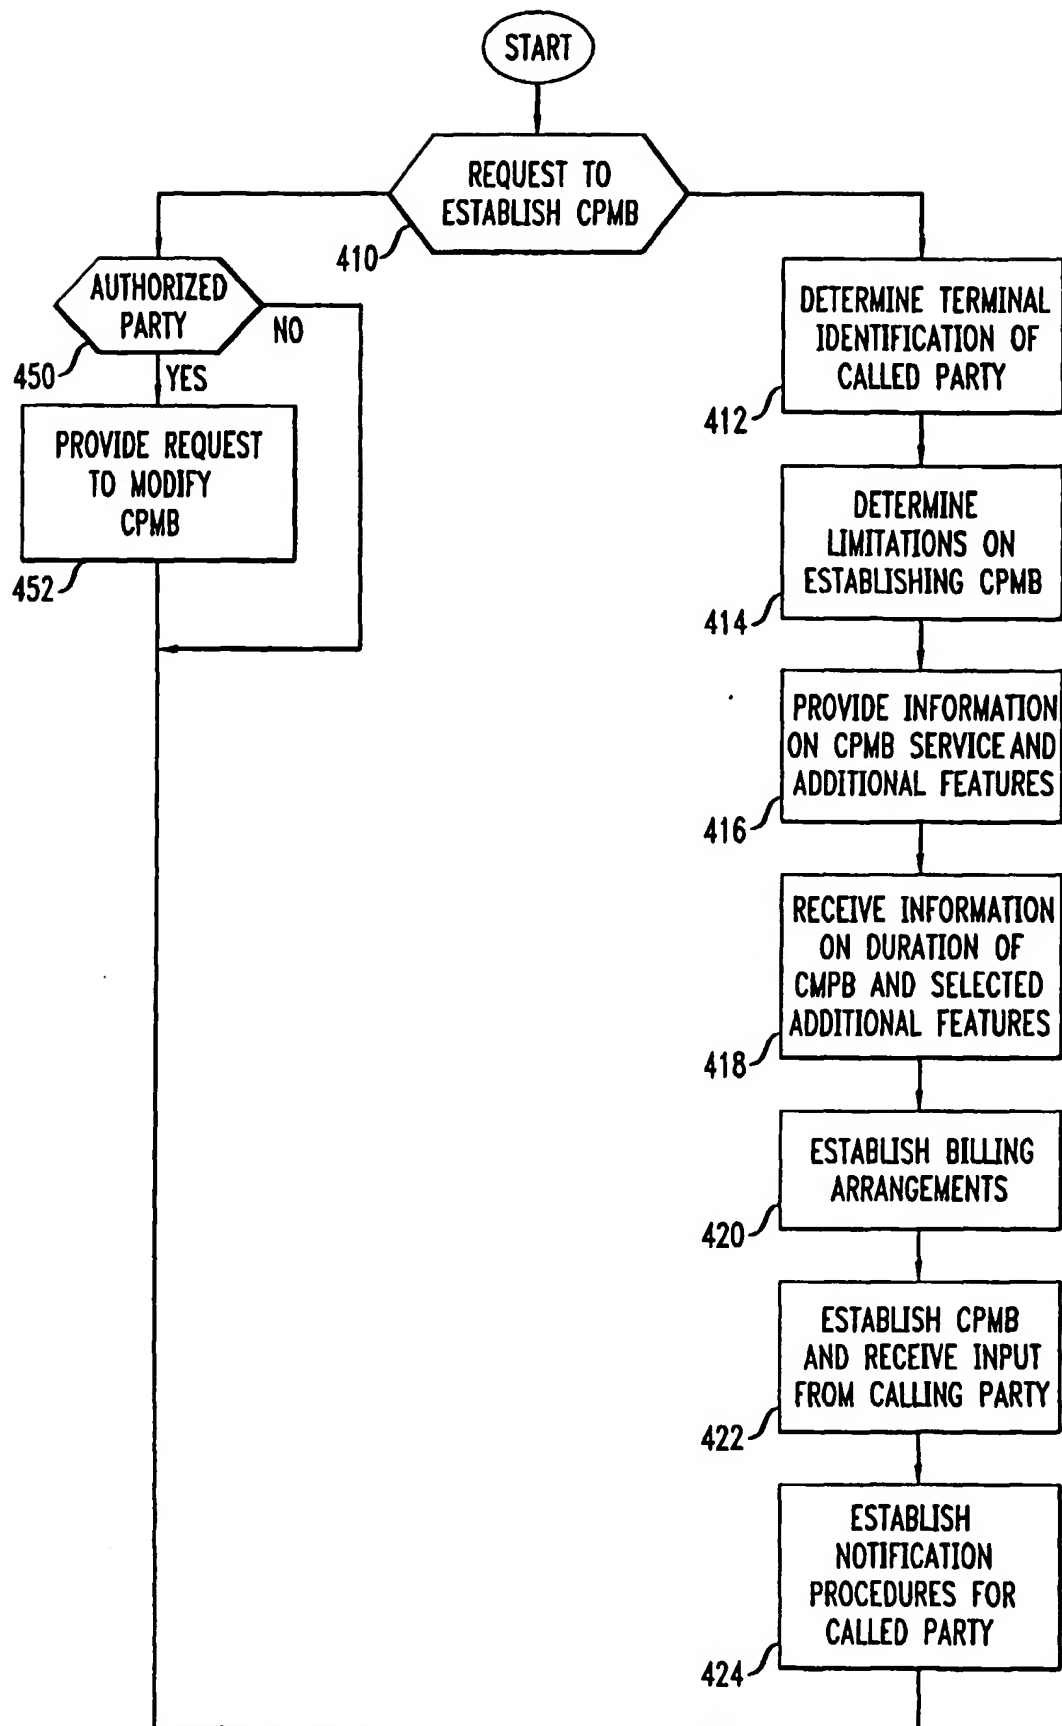 START
REQUEST TO
ESTABLISH CPMB
410
AUTHORIZED
PARTY
NO
450
YES
PROVIDE REQUEST
TO MODIFY
CPMB
452
DETERMINE TERMINAL
IDENTIFICATION OF
CALLED PARTY
412
DETERMINE
LIMITATIONS ON
ESTABLISHING CPMB
414
PROVIDE INFORMATION
ON CPMB SERVICE AND
ADDITIONAL FEATURES
416
RECEIVE INFORMATION
ON DURATION OF
CMPB AND SELECTED
ADDITIONAL FEATURES
418
ESTABLISH BILLING
ARRANGEMENTS
420
ESTABLISH CPMB
AND RECEIVE INPUT
FROM CALLING PARTY
422
ESTABLISH
NOTIFICATION
PROCEDURES FOR
CALLED PARTY
424